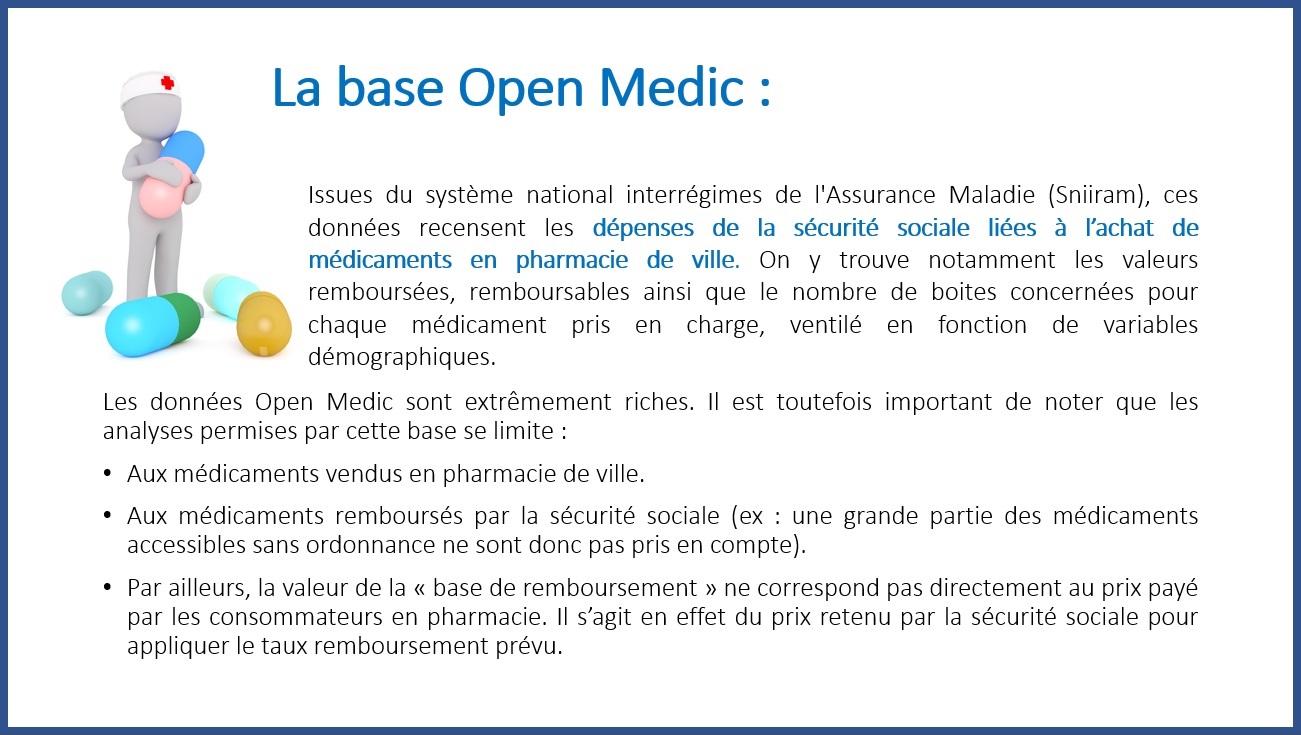 La base Open Medic :
Issues du système national interrégimes de l'Assurance Maladie (Sniiram), ces
données recensent les dépenses de la sécurité sociale liées à l’achat de
médicaments en pharmacie de ville. On y trouve notamment les valeurs
remboursées, remboursables ainsi que le nombre de boites concernées pour
chaque médicament pris en charge, ventilé en fonction de variables
démographiques.
Les données Open Medic sont extrêmement riches. Il est toutefois important de noter que les
analyses permises par cette base se limite :
• Aux médicaments vendus en pharmacie de ville.
• Aux médicaments remboursés par la sécurité sociale (ex : une grande partie des médicaments
accessibles sans ordonnance ne sont donc pas pris en compte).
• Par ailleurs, la valeur de la « base de remboursement » ne correspond pas directement au prix payé
par les consommateurs en pharmacie. Il s’agit en effet du prix retenu par la sécurité sociale pour
appliquer le taux remboursement prévu.